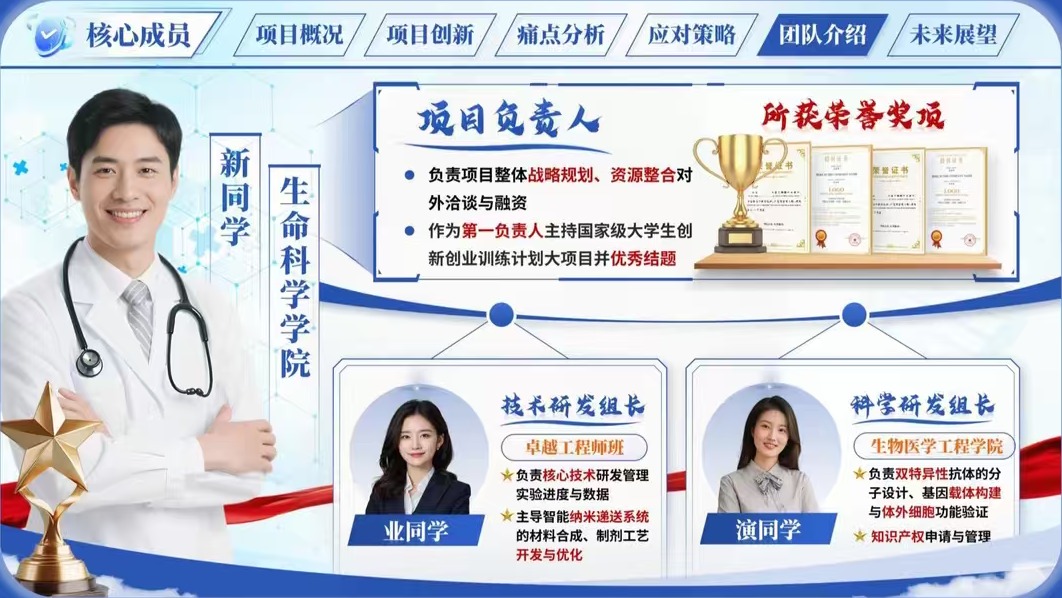 核心成员
项目概况
项目创新
痛点分析
应对策略
团队介绍
未来展望
新同学
生命科学学院
项目负责人
负责项目整体战略规划、资源整合对
外洽谈与融资
作为第一负责人主持国家级大学生创
新创业训练计划大项目并优秀结题
所获荣誉奖项
荣誉证书
LOGO
荣誉证书
LOGO
技术研发组长
卓越工程师班
负责核心技术研发管理
实验进度与数据
主导智能纳米递送系统
的材料合成、制剂工艺
开发与优化
业同学
科学研发组长
生物医学工程学院
负责双特异性抗体的分
子设计、基因载体构建
与体外细胞功能验证
知识产权申请与管理
演同学